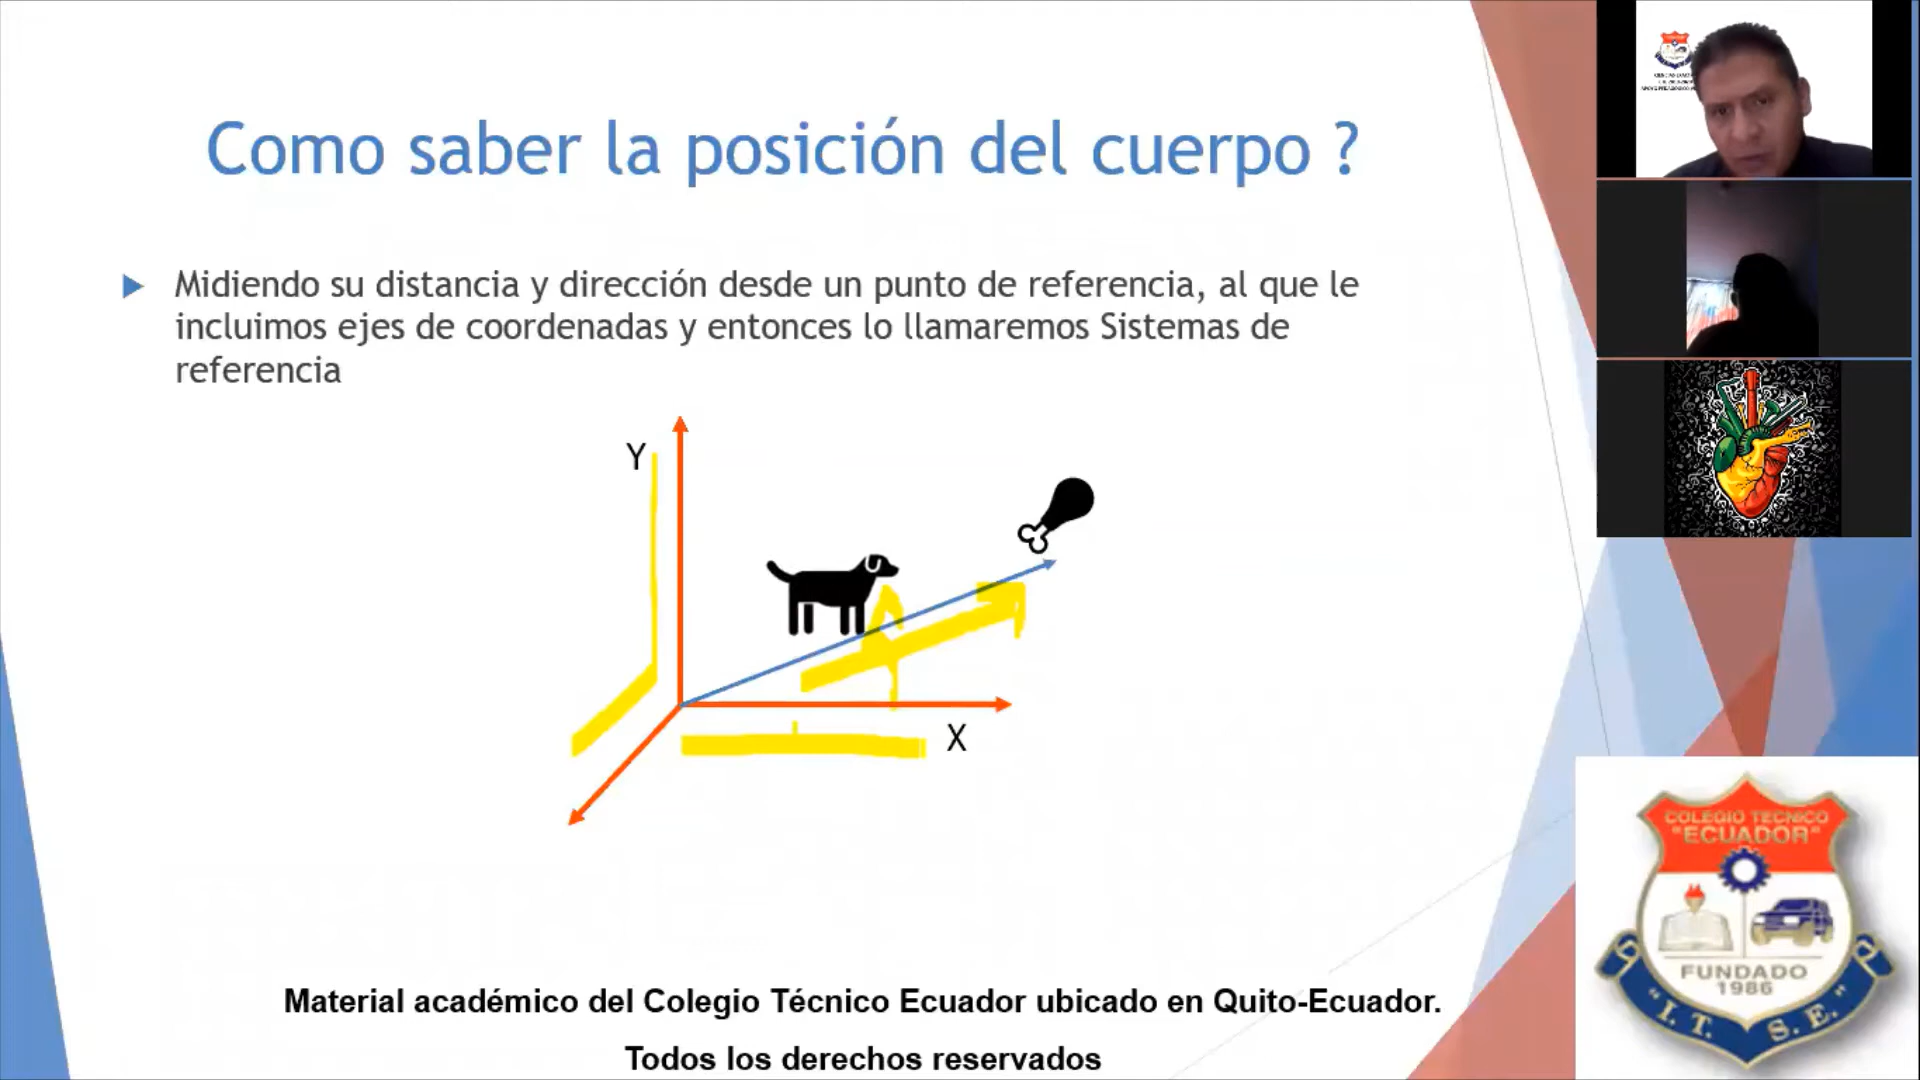 Como saber la posición del cuerpo ?
Midiendo su distancia y dirección desde un punto de referencia, al que le
incluimos ejes de coordenadas y entonces lo llamaremos Sistemas de
referencia
Y
X
Material académico del Colegio Técnico Ecuador ubicado en Quito-Ecuador.
Todos los derechos reservados
COLEGIO TECNICO
"ECUADOR"
FUNDADO
1986
"I.T. S.E."